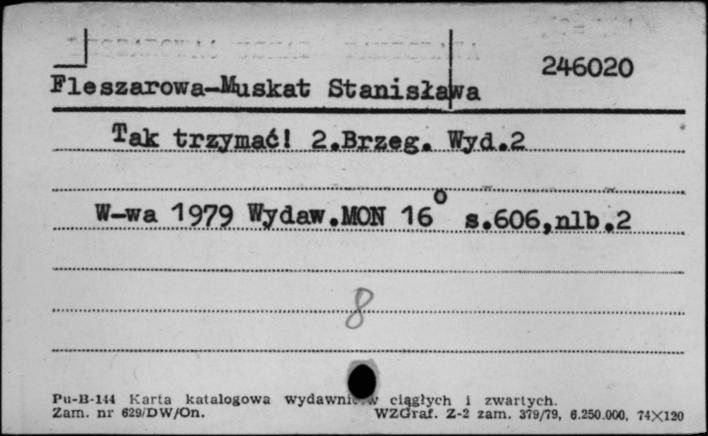 246020
Fleszarowa-Muskat Stanisława
Tak trzymać! 2.Brzeg. Wyd.2
W-wa 1979 Wydaw.MON 16° s.606,nlb.2
8
Pu-B-144 Karta katalogowa ciągłych i zwartych.
Zam. nr 629/DW/On. WZGraf. Z-2 zam. 379/79, 6.250.000, 74×120